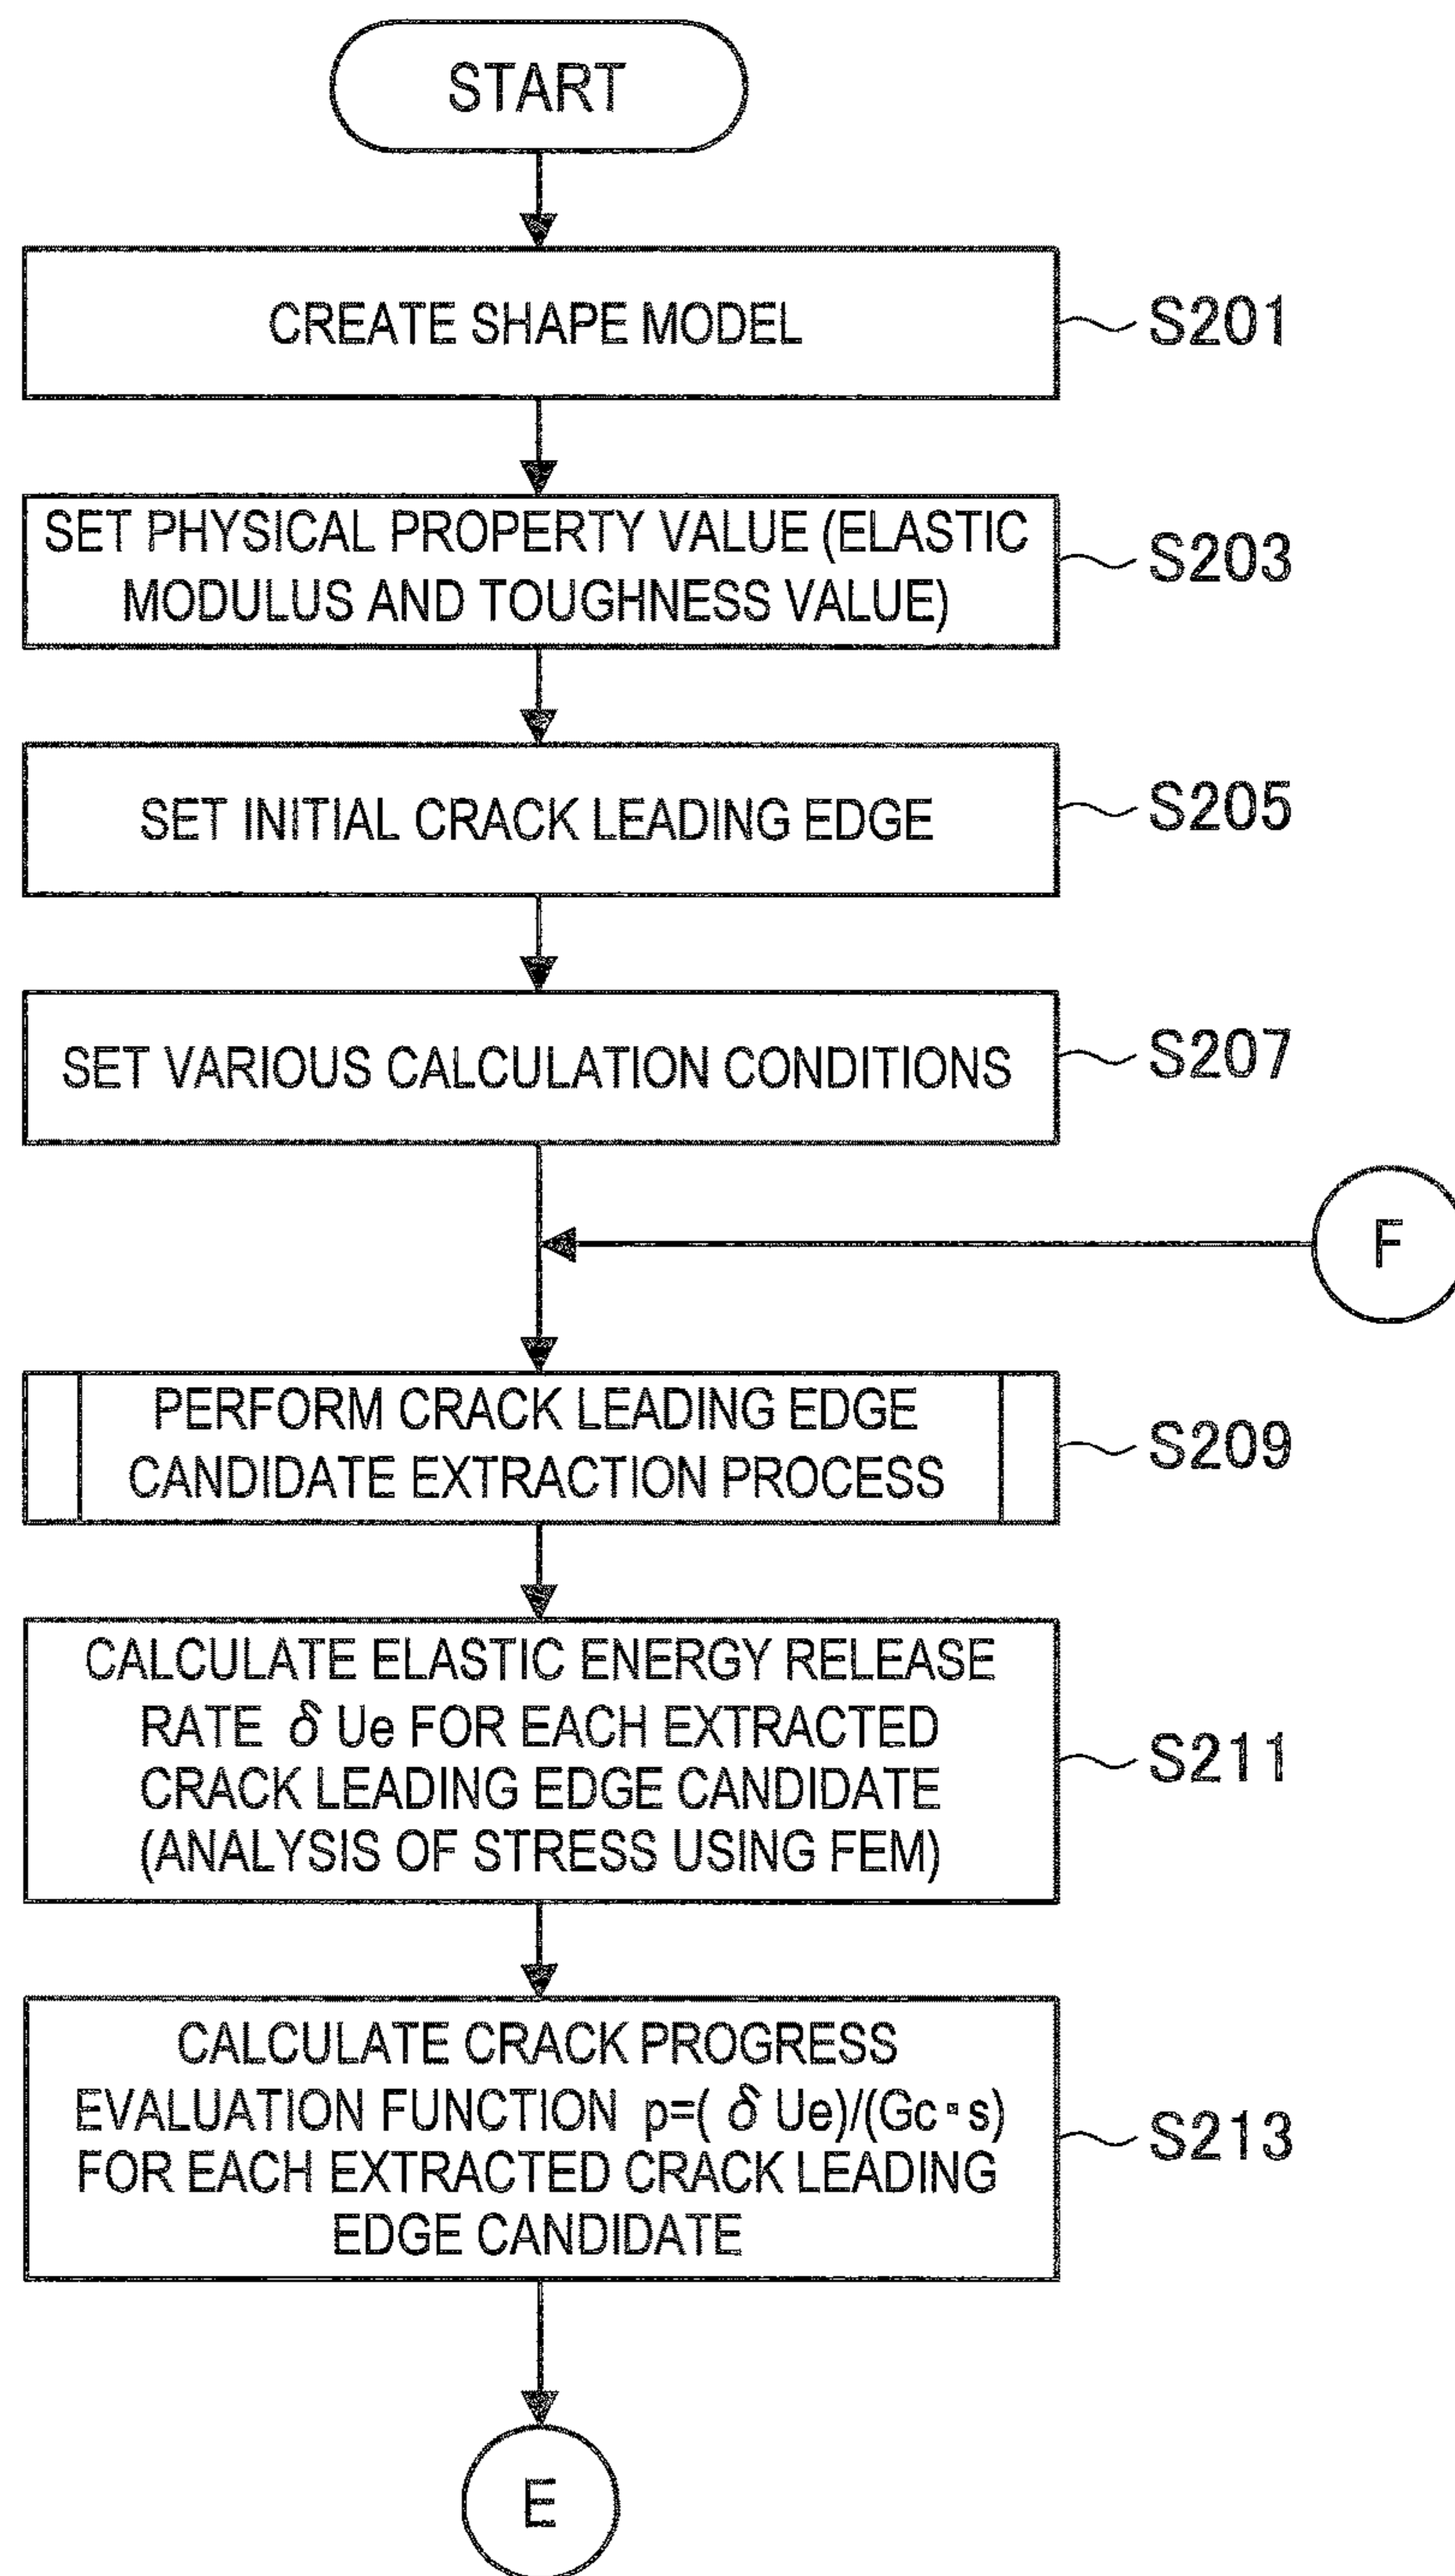 START
CREATE SHAPE MODEL
S201
SET PHYSICAL PROPERTY VALUE (ELASTIC
MODULUS AND TOUGHNESS VALUE)
S203
SET INITIAL CRACK LEADING EDGE
S205
SET VARIOUS CALCULATION CONDITIONS
S207
F
PERFORM CRACK LEADING EDGE
CANDIDATE EXTRACTION PROCESS
S209
CALCULATE ELASTIC ENERGY RELEASE
RATE δ Ue FOR EACH EXTRACTED
CRACK LEADING EDGE CANDIDATE
(ANALYSIS OF STRESS USING FEM)
S211
CALCULATE CRACK PROGRESS
EVALUATION FUNCTION p=( δ Ue)/(Gc・s)
FOR EACH EXTRACTED CRACK LEADING
EDGE CANDIDATE
S213
E